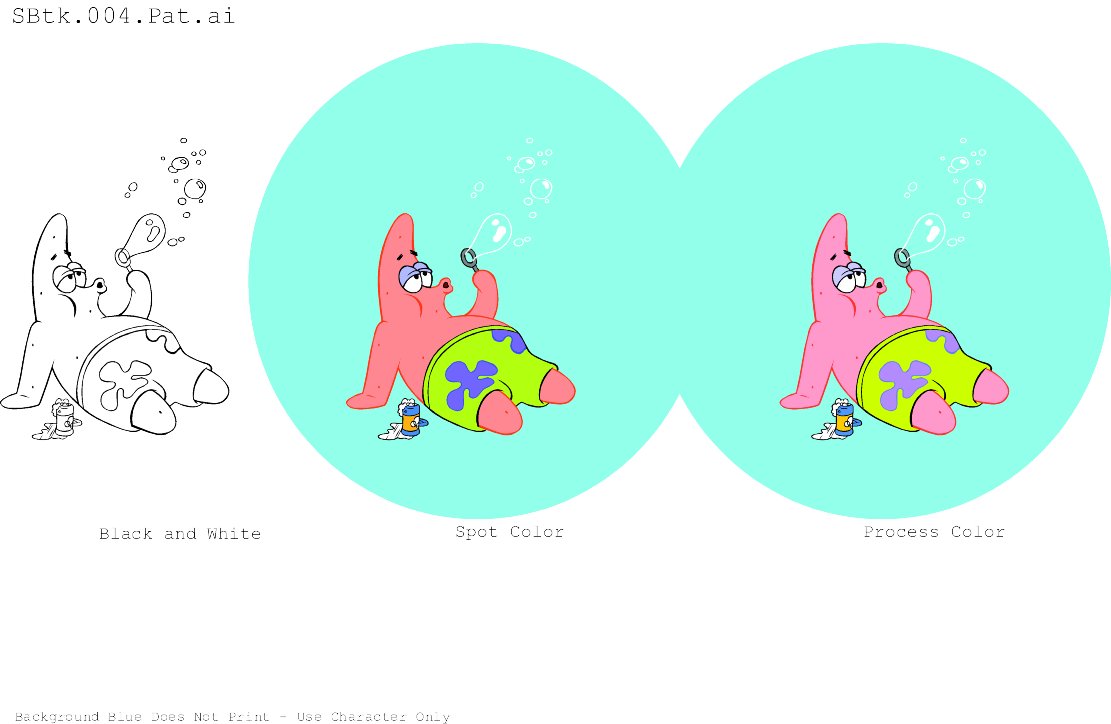 SBtk.004.Pat.ai
Black and White
Spot Color
Process Color
Background Blue Does Not Print - Use Character Only